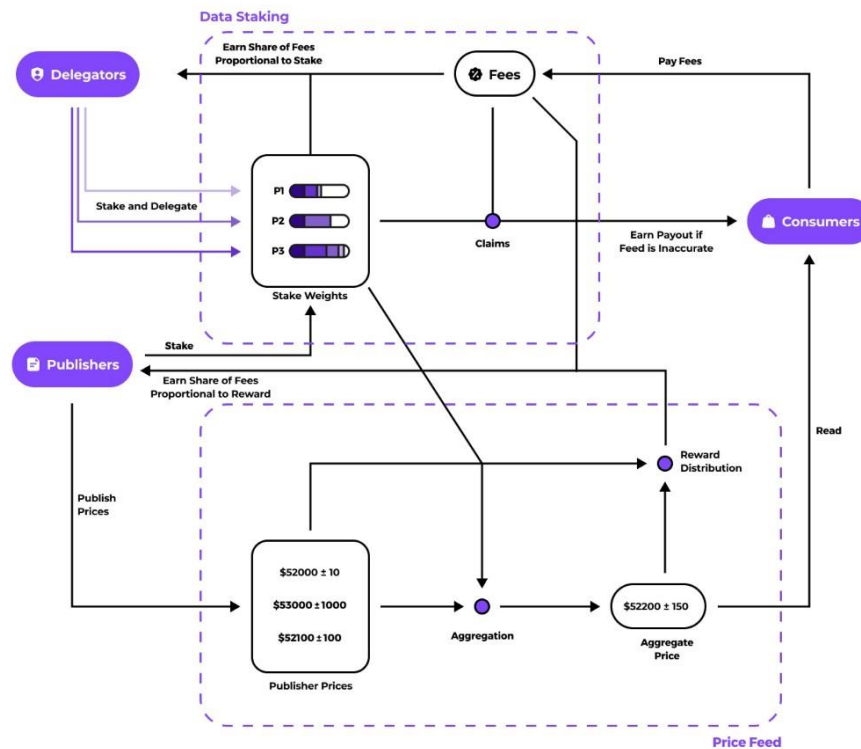 Data Staking
Earn Share of Fees
Proportional to Stake
Delegators
Fees
Pay Fees
P1
Stake and Delegate
P2
P3
Claims
Earn Payout if
Feed is Inaccurate
Consumers
Stake Weights
Stake
Publishers
Earn Share of Fees
Proportional to Reward
Read
Reward
Distribution
Publish
Prices
$52000 ± 10
$53000 ± 1000
$52100 ± 100
Publisher Prices
Aggregation
$52200 ± 150
Aggregate
Price
Price Feed